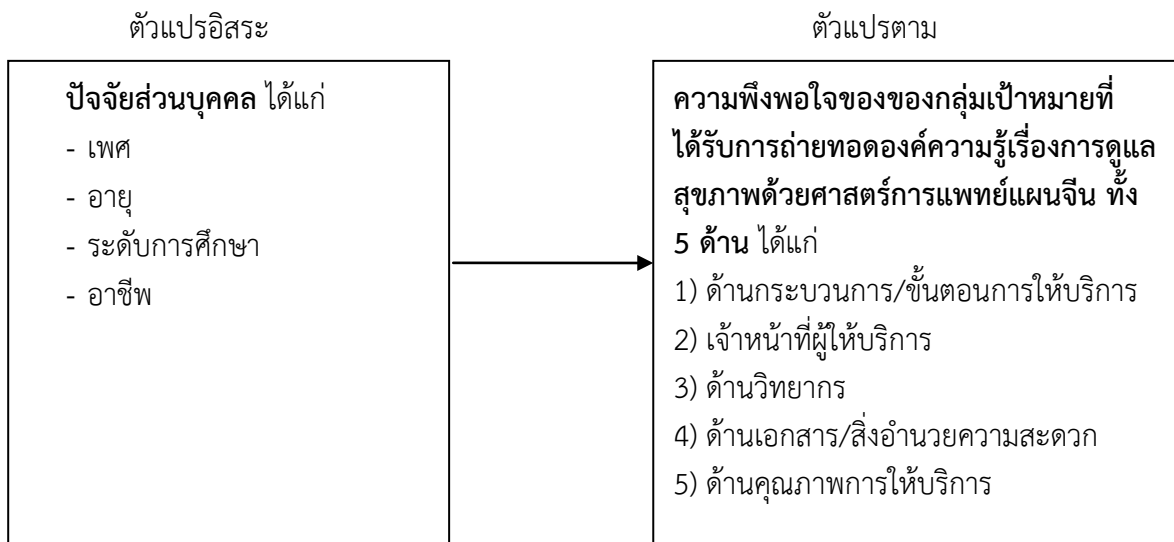 ตัวแปรอิสระ
ปัจจัยส่วนบุคคล ได้แก่
- เพศ
- อายุ
- ระดับการศึกษา
- อาชีพ
ตัวแปรตาม
ความพึงพอใจของของกลุ่มเป้าหมายที่
ได้รับการถ่ายทอดองค์ความรู้เรื่องการดูแล
สุขภาพด้วยศาสตร์การแพทย์แผนจีน ทั้ง
5 ด้าน ได้แก่
1) ด้านกระบวนการ/ขั้นตอนการให้บริการ
2) เจ้าหน้าที่ผู้ให้บริการ
3) ด้านวิทยากร
4) ด้านเอกสาร/สิ่งอำนวยความสะดวก
5) ด้านคุณภาพการให้บริการ